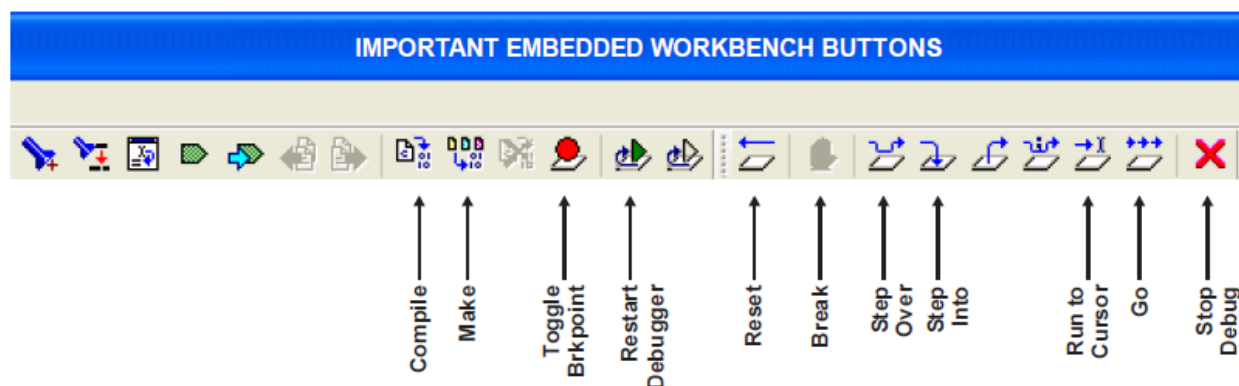 IMPORTANT EMBEDDED WORKBENCH BUTTONS
Compile
Make
Toggle
Brkpoint
Restart
Debugger
Reset
Break
Step
Over
Step
Into
Run to
Cursor
Go
Stop
Debug